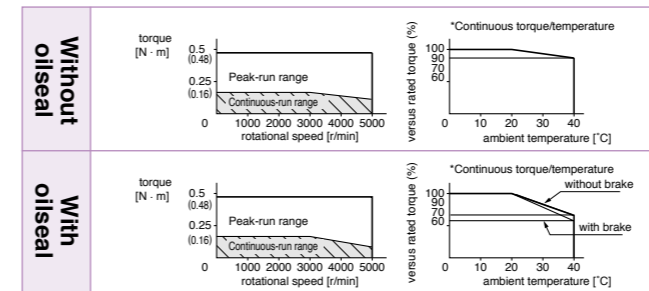 Without
oilseal
torque
[N · m]
0.5
(0.48)
0.25
(0.16)
Peak-run range
Continuous-run range
0 1000 2000 3000 4000 5000
rotational speed [r/min]
*Continuous torque/temperature
versus rated torque (%)
100
90
70
60
0 10 20 30 40
ambient temperature [˚C]
With
oilseal
torque
[N · m]
0.5
(0.48)
0.25
(0.16)
Peak-run range
Continuous-run range
0 1000 2000 3000 4000 5000
rotational speed [r/min]
*Continuous torque/temperature
versus rated torque (%)
100
90
70
60
without brake
with brake
0 10 20 30 40
ambient temperature [˚C]